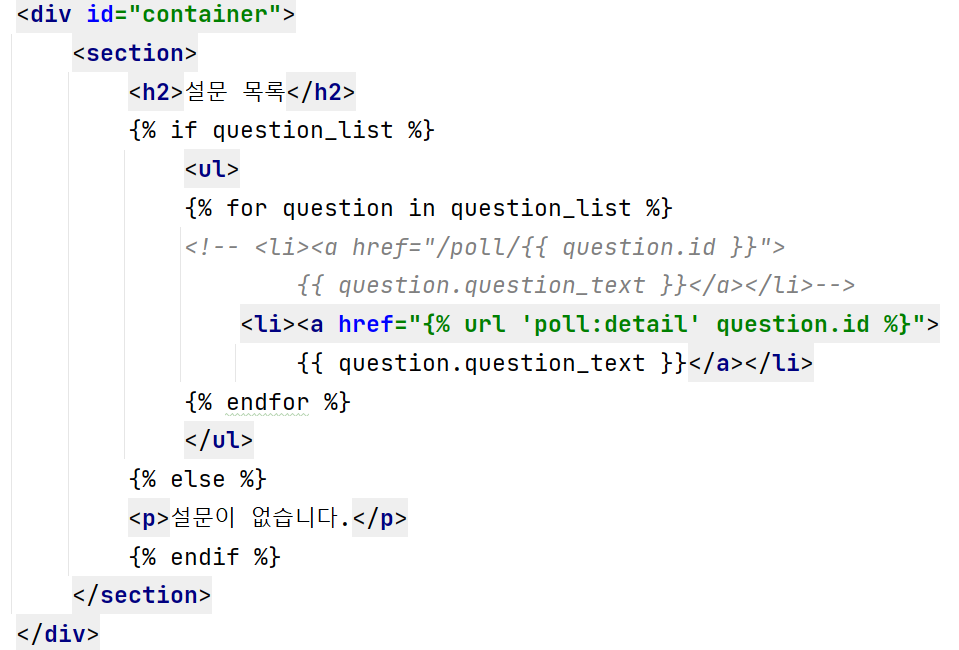 <div id="container">
<section>
<h2>설문 목록</h2>
{% if question_list %}
<ul>
{% for question in question_list %}
<!-- <li><a href="/poll/{{ question.id }}">
{{ question.question_text }}</a></li>-->
<li><a href="{% url 'poll:detail' question.id %}">
{{ question.question_text }}</a></li>
{% endfor %}
</ul>
{% else %}
<p>설문이 없습니다.</p>
{% endif %}
</section>
</div>